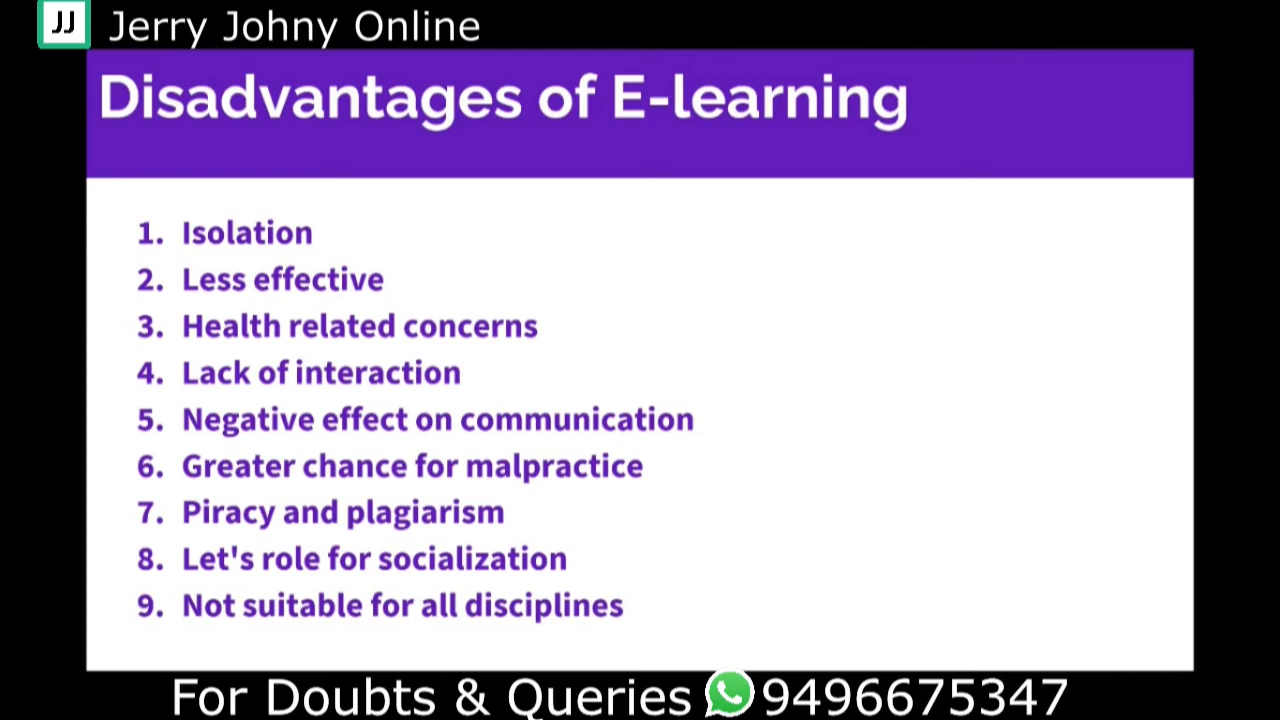 JJ Jerry Johny Online
Disadvantages of E-learning
1. Isolation
2. Less effective
3. Health related concerns
4. Lack of interaction
5. Negative effect on communication
6. Greater chance for malpractice
7. Piracy and plagiarism
8. Let's role for socialization
9. Not suitable for all disciplines
For Doubts & Queries 9496675347